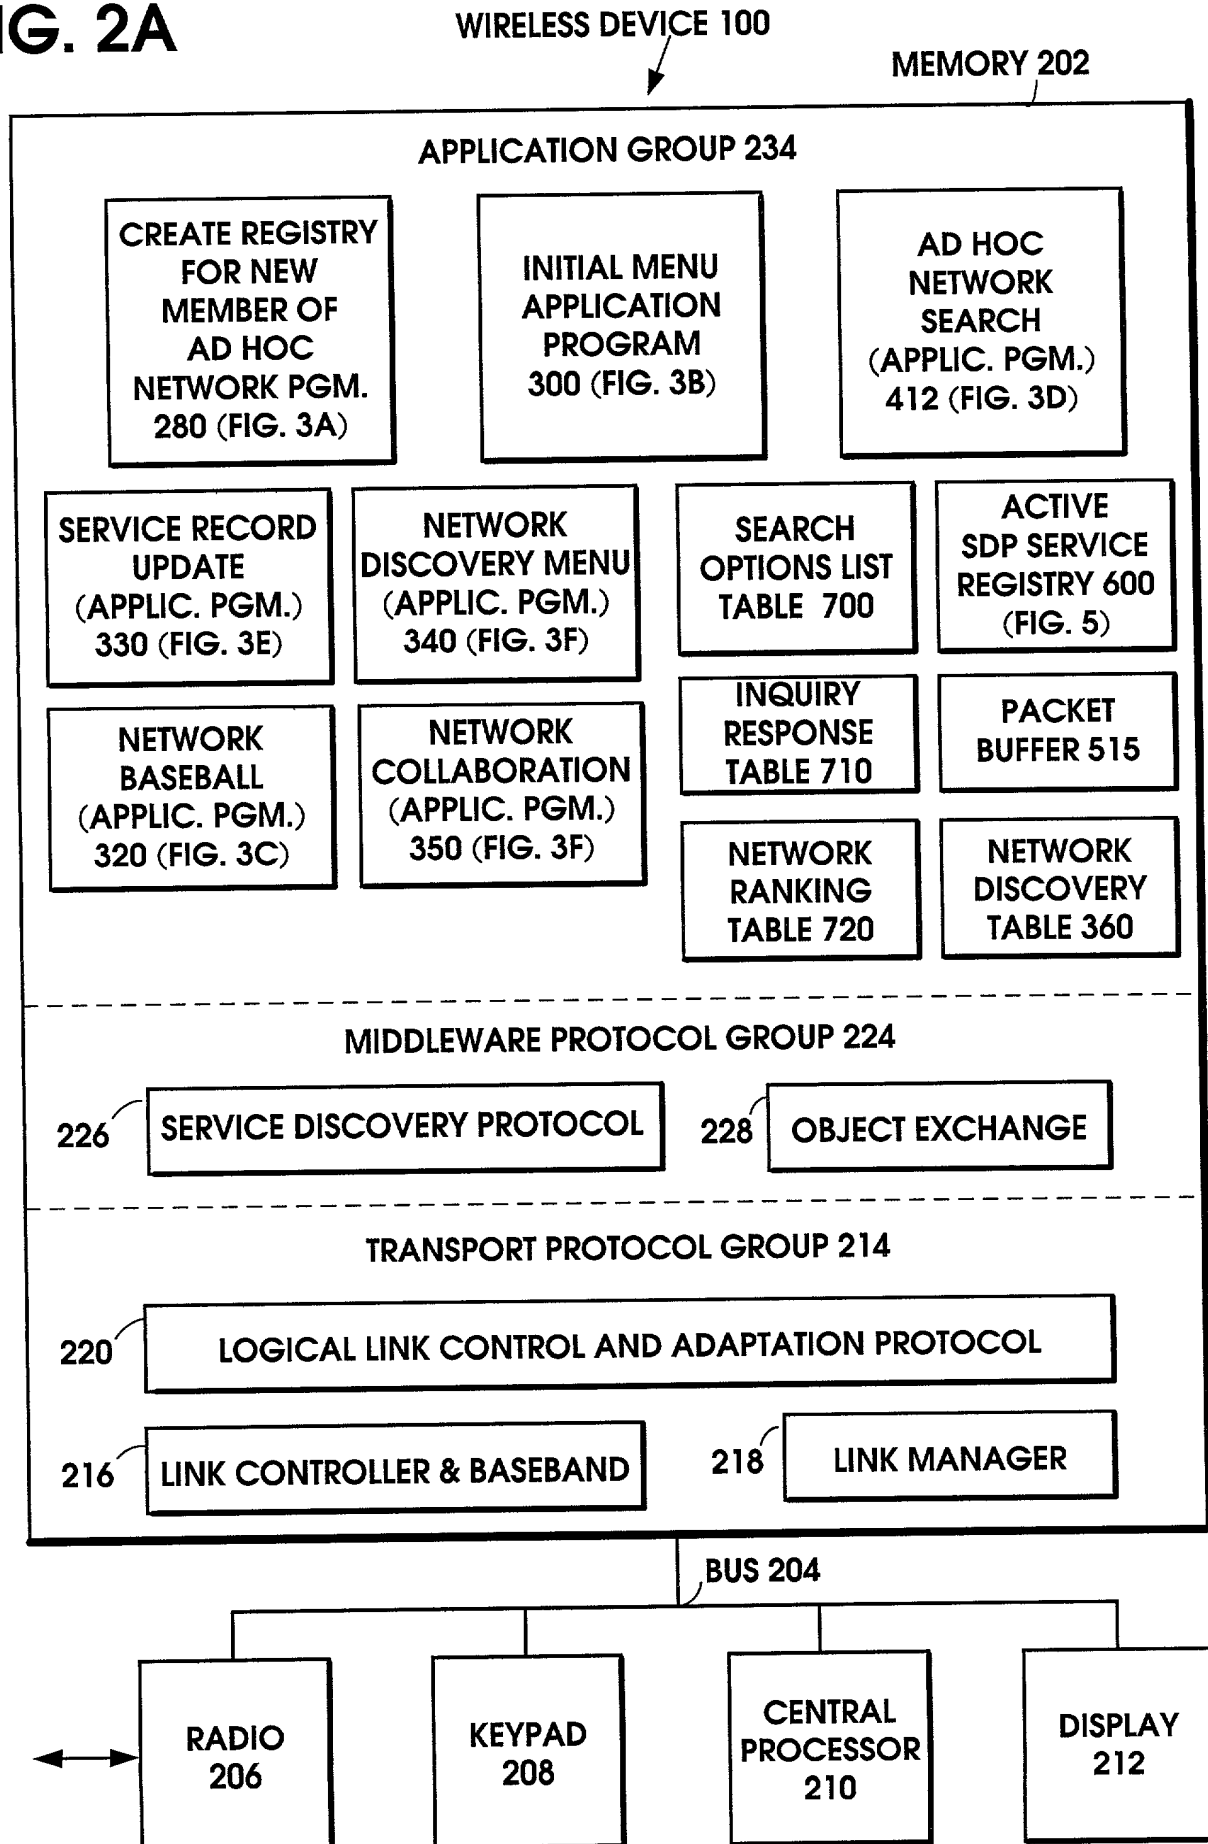 IG. 2A
WIRELESS DEVICE 100
MEMORY 202
APPLICATION GROUP 234
CREATE REGISTRY
FOR NEW
MEMBER OF
AD HOC
NETWORK PGM.
280 (FIG. 3A)
INITIAL MENU
APPLICATION
PROGRAM
300 (FIG. 3B)
AD HOC
NETWORK
SEARCH
(APPLIC. PGM.)
412 (FIG. 3D)
SERVICE RECORD
UPDATE
(APPLIC. PGM.)
330 (FIG. 3E)
NETWORK
DISCOVERY MENU
(APPLIC. PGM.)
340 (FIG. 3F)
SEARCH
OPTIONS LIST
TABLE 700
ACTIVE
SDP SERVICE
REGISTRY 600
(FIG. 5)
NETWORK
BASEBALL
(APPLIC. PGM.)
320 (FIG. 3C)
NETWORK
COLLABORATION
(APPLIC. PGM.)
350 (FIG. 3F)
INQUIRY
RESPONSE
TABLE 710
PACKET
BUFFER 515
NETWORK
RANKING
TABLE 720
NETWORK
DISCOVERY
TABLE 360
MIDDLEWARE PROTOCOL GROUP 224
226
SERVICE DISCOVERY PROTOCOL
228
OBJECT EXCHANGE
TRANSPORT PROTOCOL GROUP 214
220
LOGICAL LINK CONTROL AND ADAPTATION PROTOCOL
216
LINK CONTROLLER & BASEBAND
218
LINK MANAGER
BUS 204
RADIO
206
KEYPAD
208
CENTRAL
PROCESSOR
210
DISPLAY
212